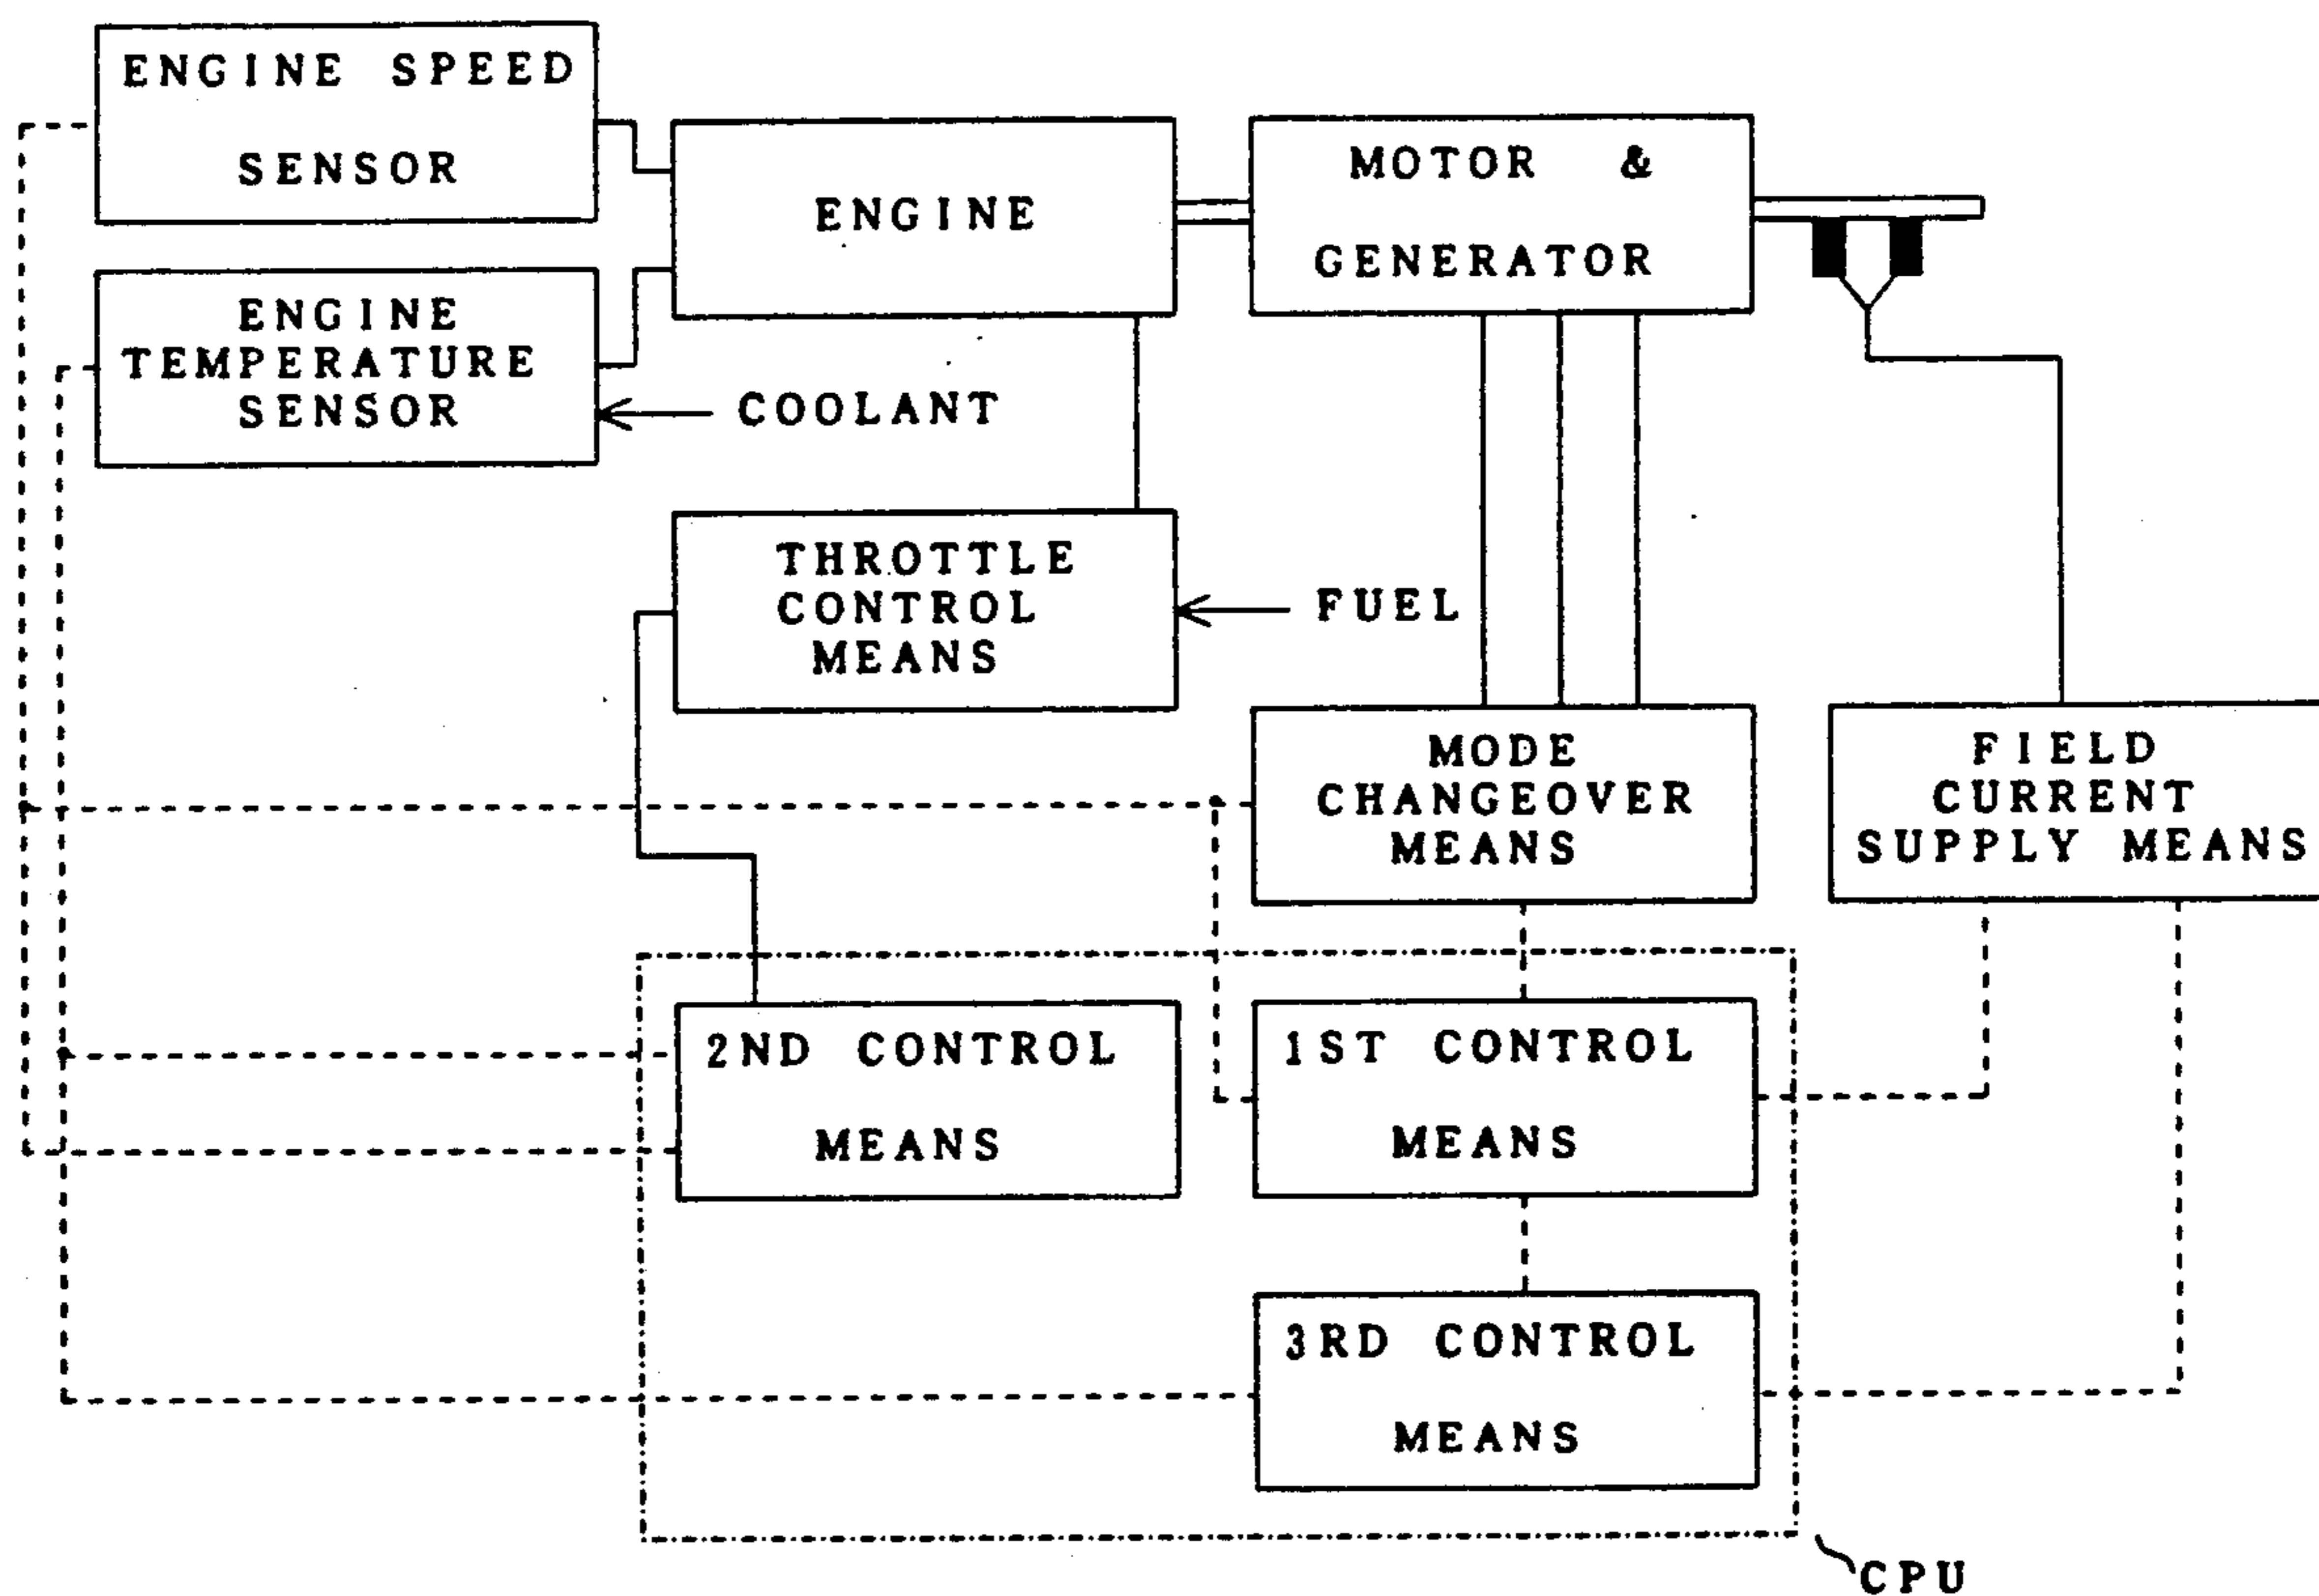 ENGINE SPEED
SENSOR
ENGINE
MOTOR &
GENERATOR
ENGINE
TEMPERATURE
SENSOR
COOLANT
THROTTLE
CONTROL
MEANS
FUEL
MODE
CHANGEOVER
MEANS
FIELD
CURRENT
SUPPLY MEANS
2ND CONTROL
MEANS
1ST CONTROL
MEANS
3RD CONTROL
MEANS
CPU